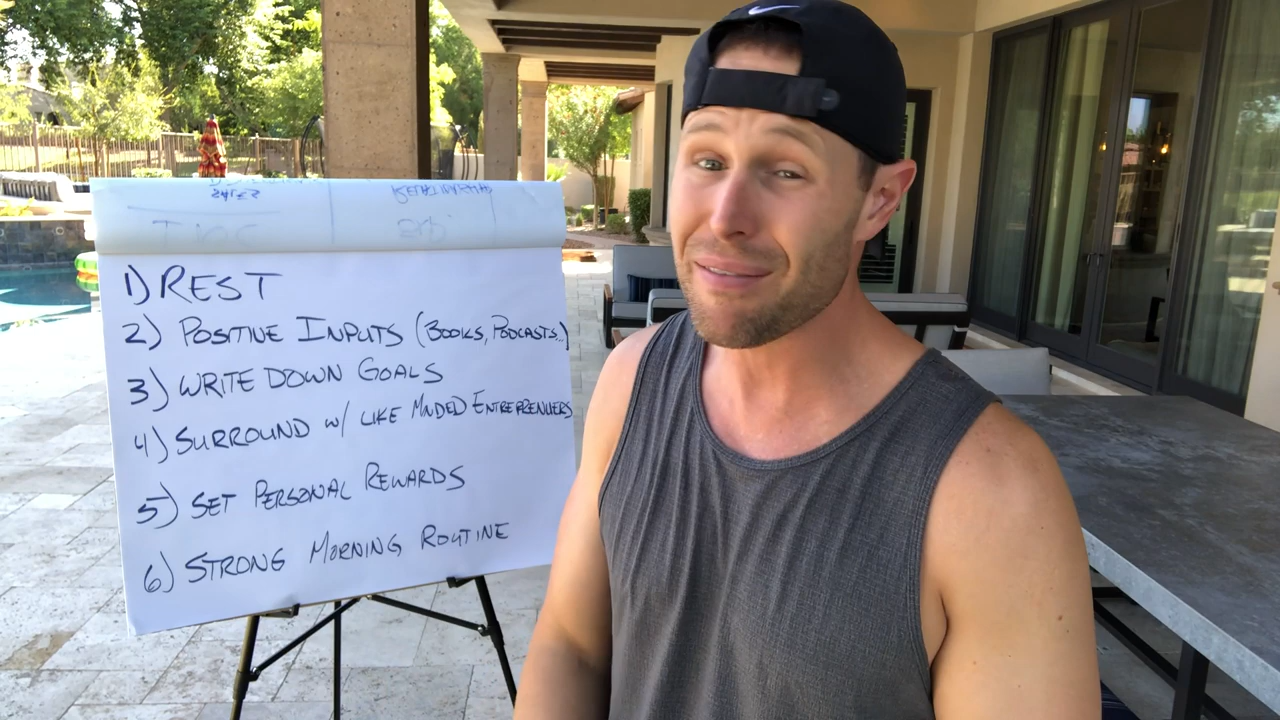 1) REST
2) POSITIVE INPUTS (BOOKS, PODCASTS..)
3) WRITE DOWN GOALS
4) SURROUND W/ LIKE MINDED ENTREPRENUERS
5) SET PERSONAL REWARDS
6) STRONG MORNING ROUTINE